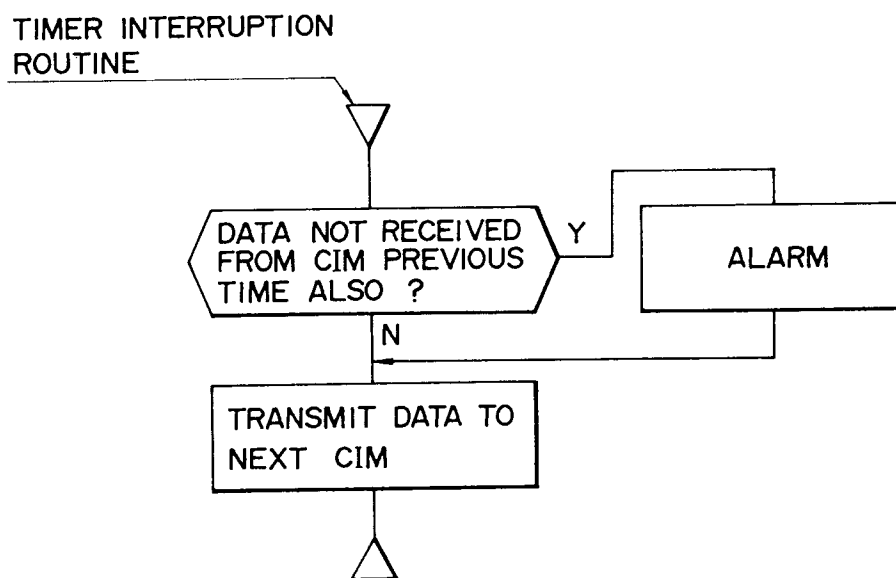 TIMER INTERRUPTION
ROUTINE
DATA NOT RECEIVED
FROM CIM PREVIOUS
TIME ALSO ?
Y
ALARM
N
TRANSMIT DATA TO
NEXT CIM